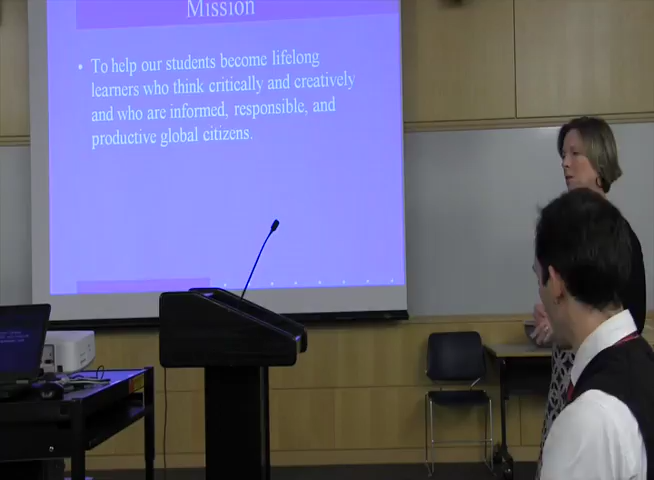 Mission
• To help our students become lifelong
learners who think critically and creatively
and who are informed, responsible, and
productive global citizens.